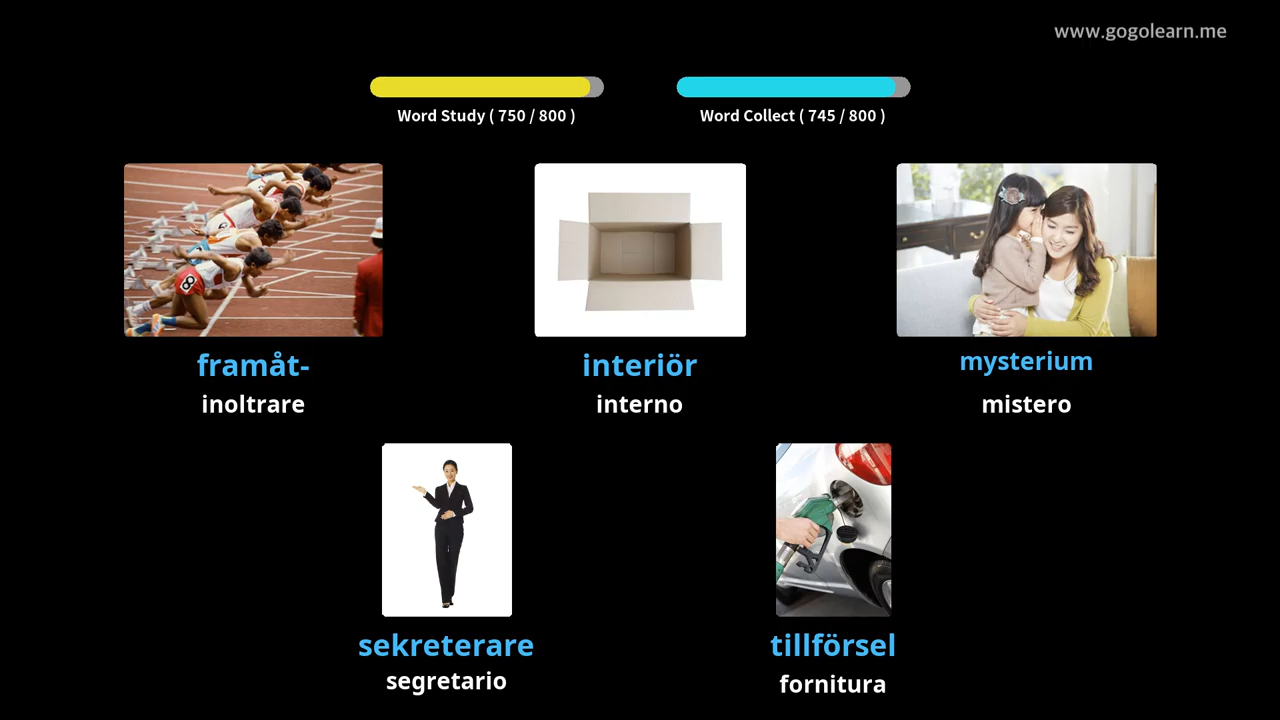 www.gogolearn.me
Word Study ( 750 / 800 )
Word Collect ( 745 / 800 )
framåt-
inoltrare
interiör
interno
mysterium
mistero
sekreterare
segretario
tillförsel
fornitura
8